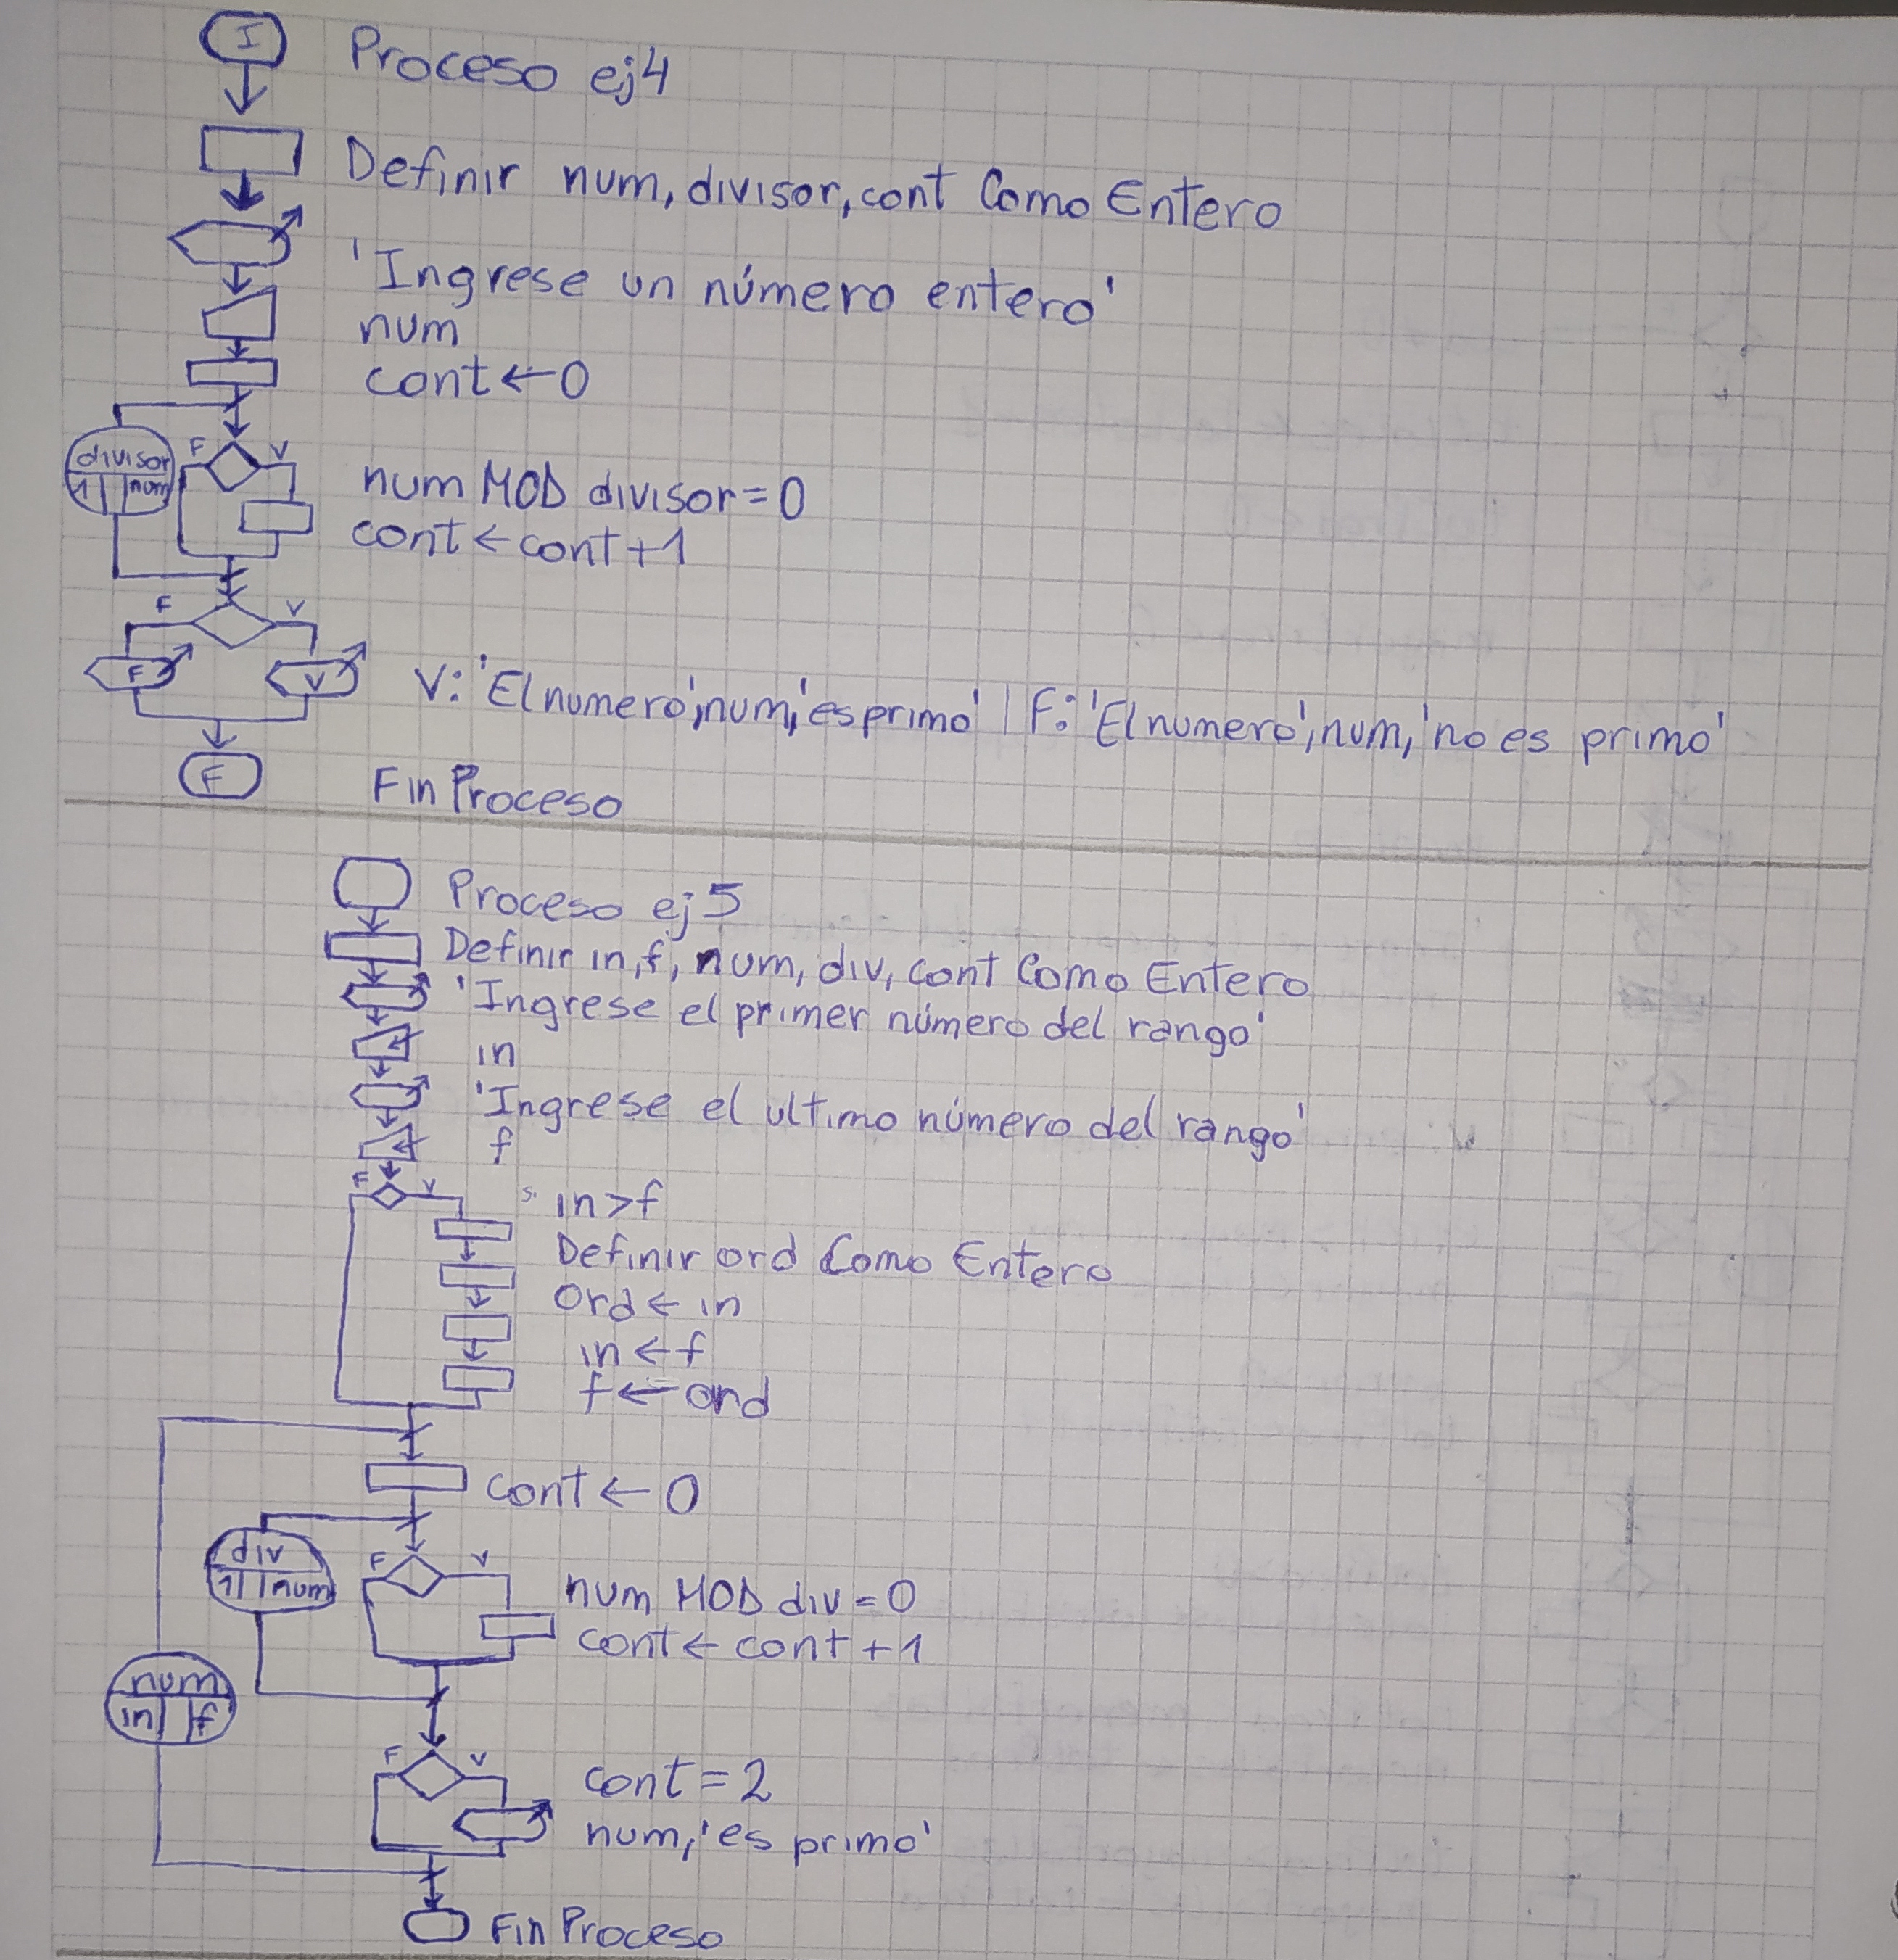 I Proceso ej4
Definir num, divisor, cont Como Entero
'Ingrese un número entero'
num
cont ← 0
divisor F V
1 num
num MOD divisor = 0
cont ← cont + 1
F V
F V V: 'El numero', num, 'es primo' | F: 'El numero', num, 'no es primo'
F Fin Proceso
Proceso ej5
Definir in, f, num, div, cont Como Entero
'Ingrese el primer número del rango'
in
'Ingrese el ultimo número del rango'
f
F V in > f
Definir ord Como Entero
Ord ← in
in ← f
f ← ord
cont ← 0
div F V
1 num
num MOD div = 0
cont ← cont + 1
num
in f
F V cont = 2
num, 'es primo'
Fin Proceso